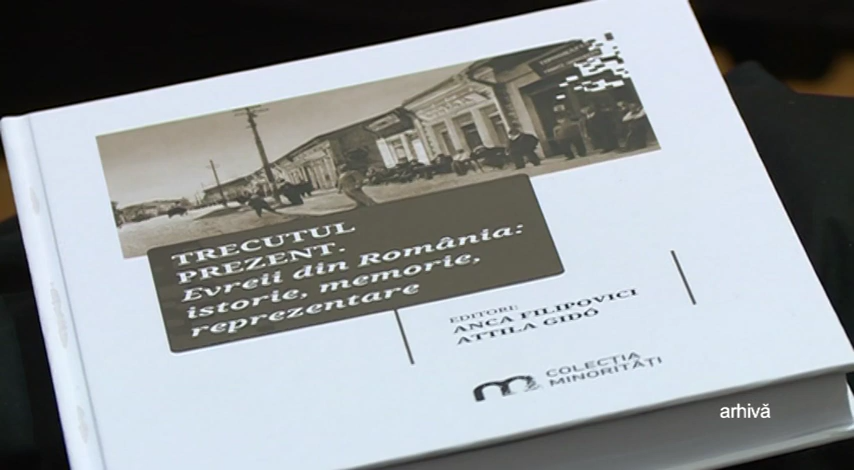 TRECUTUL
PREZENT.
Evreii din România:
istorie, memorie,
reprezentare
EDITORI:
ANCA FILIPOVICI
ATTILA GIDÓ
COLECȚIA
MINORITĂȚI
arhivă